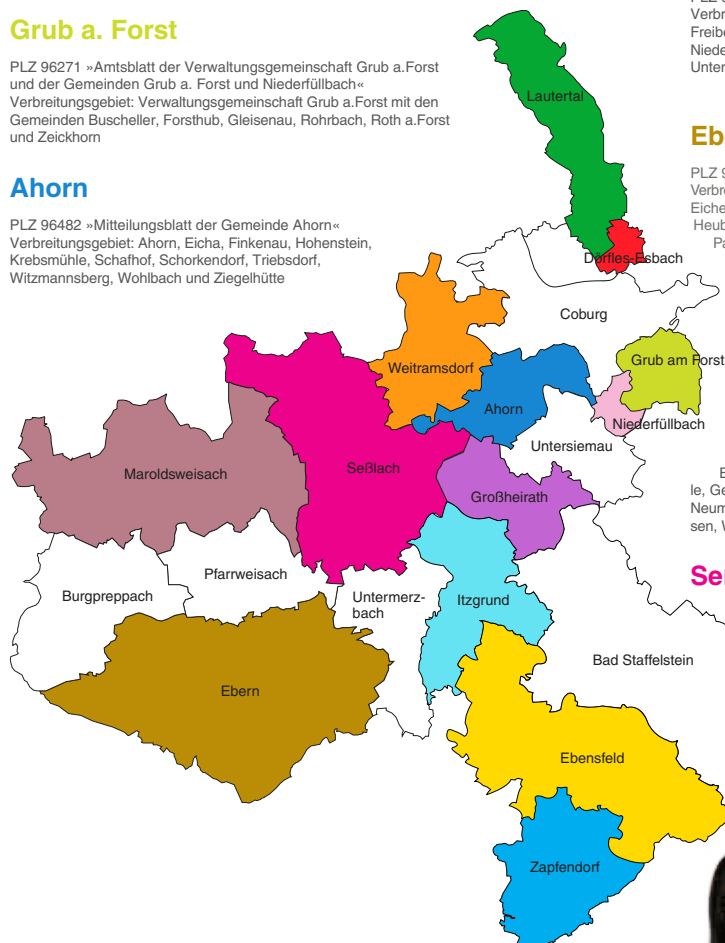 Grub a. Forst
PLZ 96271 »Amtsblatt der Verwaltungsgemeinschaft Grub a.Forst
und der Gemeinden Grub a. Forst und Niederfüllbach«
Verbreitungsgebiet: Verwaltungsgemeinschaft Grub a.Forst mit den
Gemeinden Buscheller, Forsthub, Gleisenau, Rohrbach, Roth a.Forst
und Zeickhorn
Ahorn
PLZ 96482 »Mitteilungsblatt der Gemeinde Ahorn«
Verbreitungsgebiet: Ahorn, Eicha, Finkenau, Hohenstein,
Krebsmühle, Schafhof, Schorkendorf, Triebsdorf,
Witzmannsberg, Wohlbach und Ziegelhütte
Lautertal
Dörfles-Esbach
Coburg
Grub am Forst
Weitramsdorf
Ahorn
Niederfüllbach
Untersiemau
Maroldsweisach
Seßlach
Großheirath
Pfarrweisach
Burgpreppach
Untermerz-
bach
Itzgrund
Bad Staffelstein
Ebern
Ebensfeld
Zapfendorf
PLZ